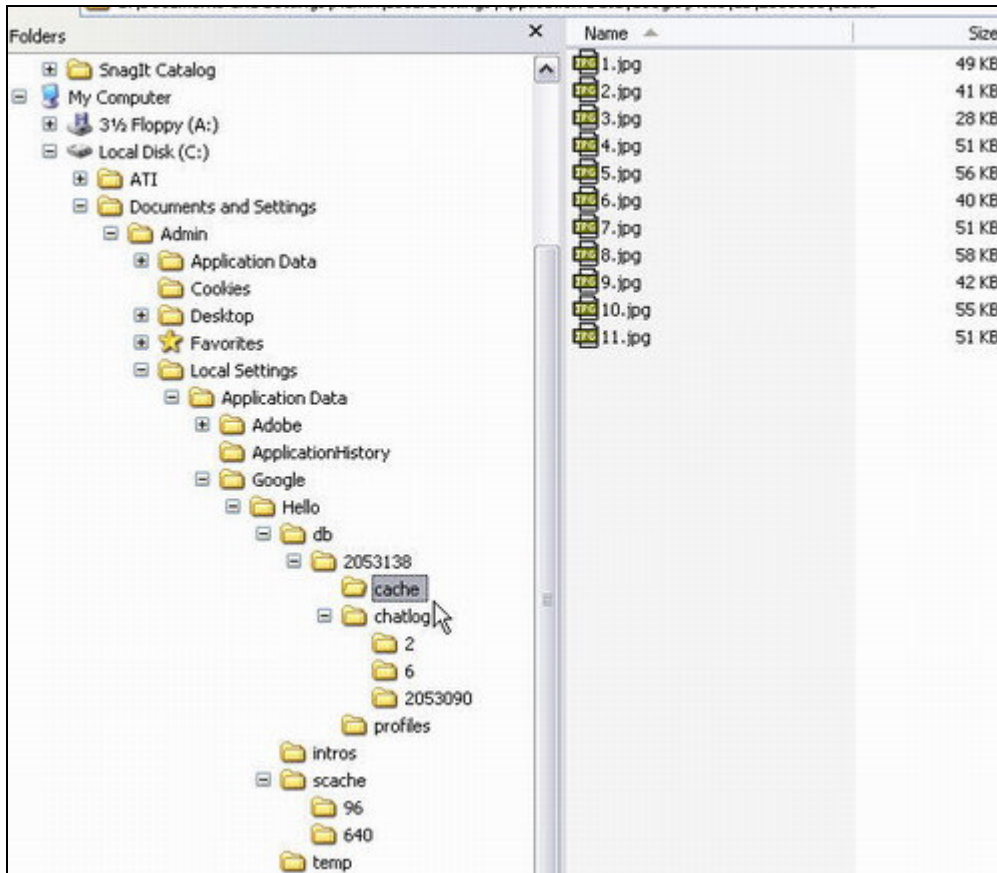 Folders
SnagIt Catalog
My Computer
3½ Floppy (A:)
Local Disk (C:)
ATI
Documents and Settings
Admin
Application Data
Cookies
Desktop
Favorites
Local Settings
Application Data
Adobe
ApplicationHistory
Google
Hello
db
2053138
cache
chatlog
2
6
2053090
profiles
intros
scache
96
640
temp
Name Size
1.jpg 49 KB
2.jpg 41 KB
3.jpg 28 KB
4.jpg 51 KB
5.jpg 56 KB
6.jpg 40 KB
7.jpg 51 KB
8.jpg 58 KB
9.jpg 42 KB
10.jpg 55 KB
11.jpg 51 KB